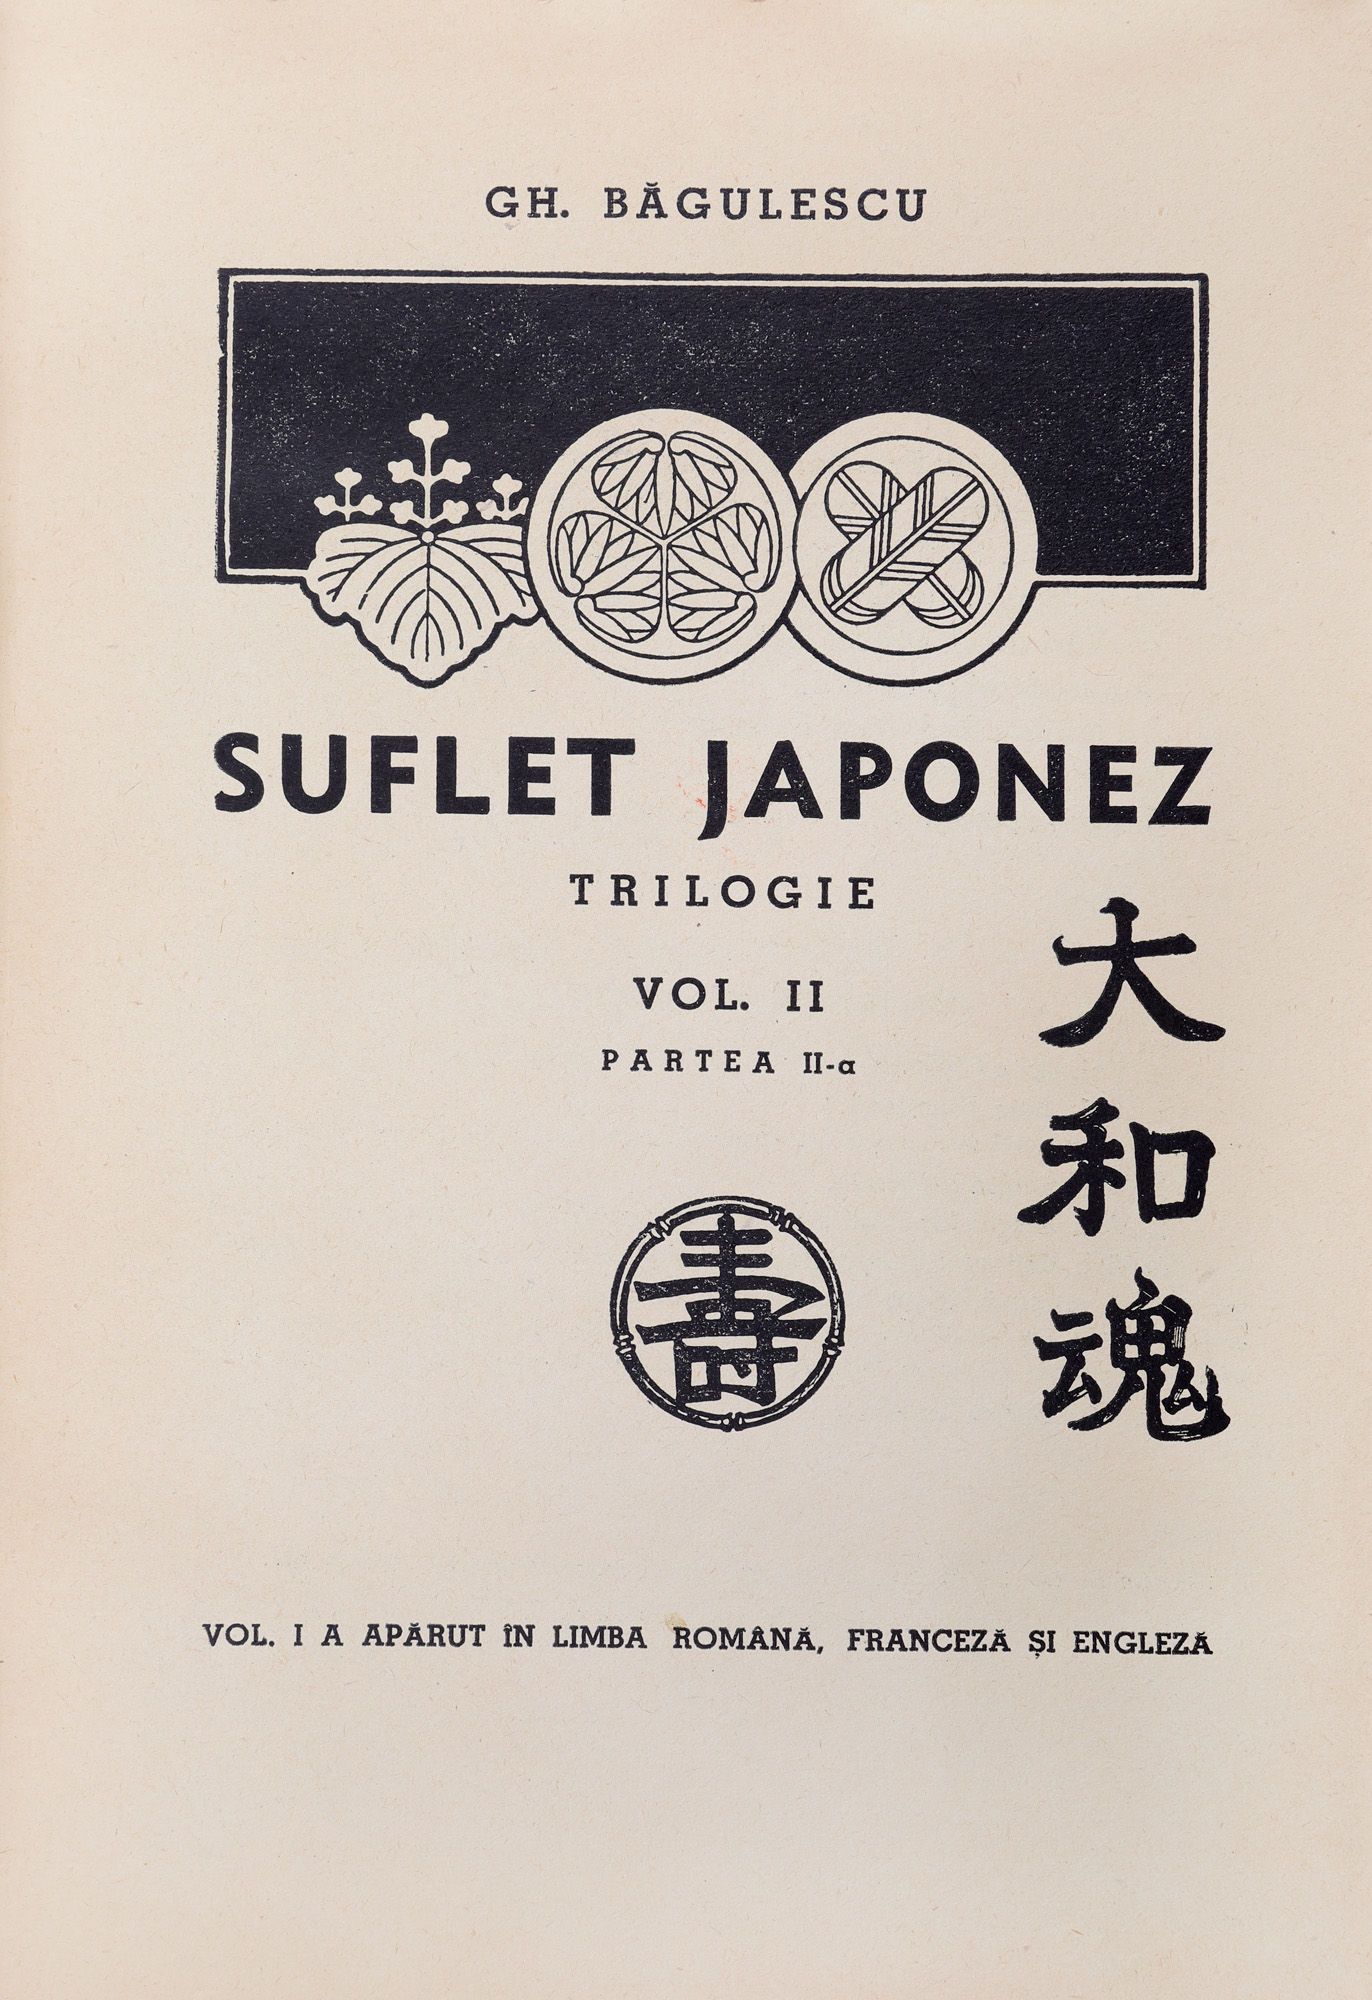 GH. BĂGULESCU
SUFLET JAPONEZ
TRILOGIE
VOL. II
PARTEA II-a
大和魂
壽
VOL. I A APĂRUT ÎN LIMBA ROMÂNĂ, FRANCEZĂ ȘI ENGLEZĂ